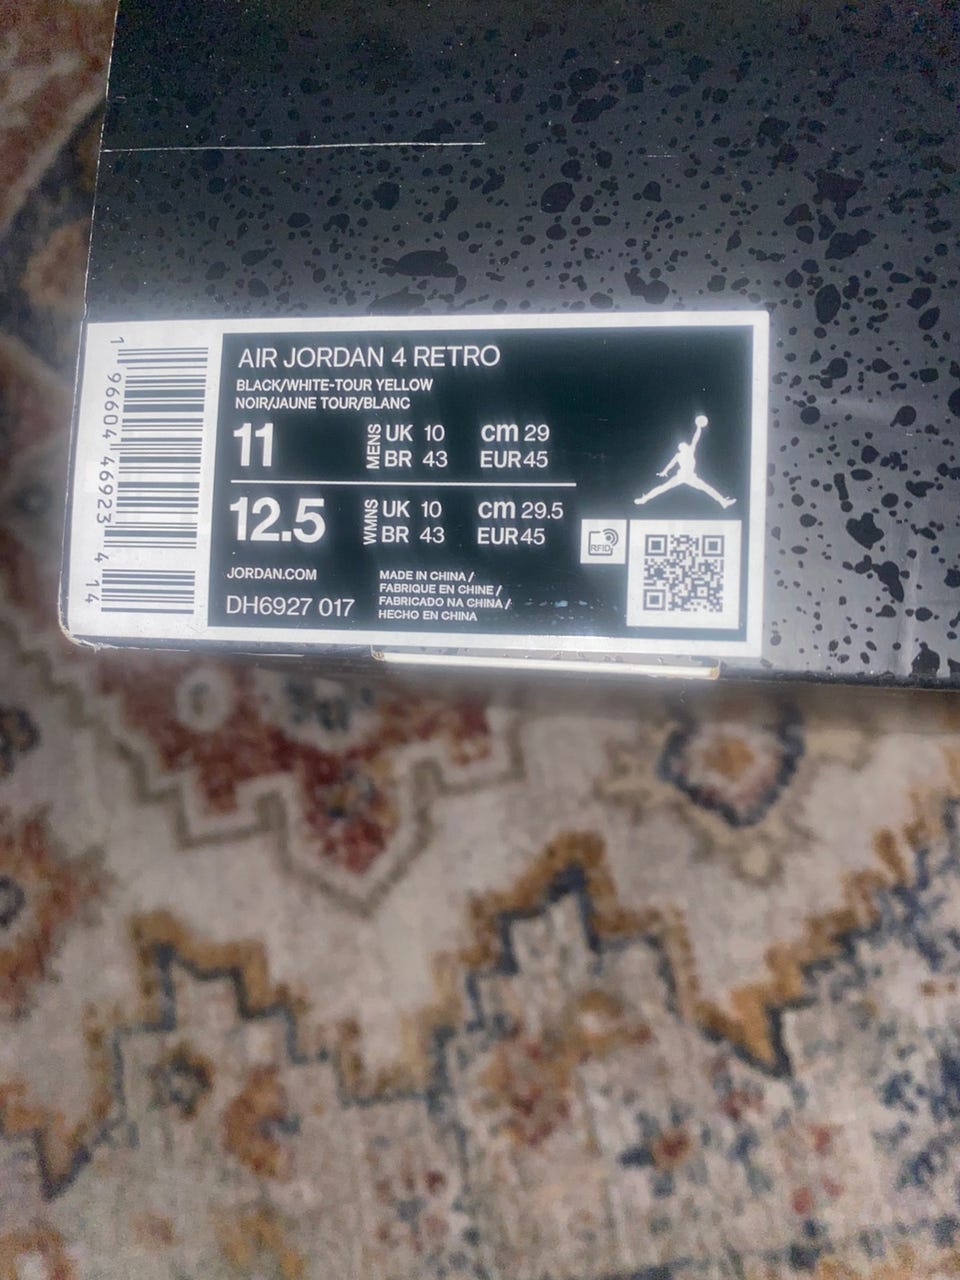 1 96604 46923 4 14
AIR JORDAN 4 RETRO
BLACK/WHITE-TOUR YELLOW
NOIR/JAUNE TOUR/BLANC
11
MENS
UK 10 cm 29
BR 43 EUR 45
12.5
WMNS
UK 10 cm 29.5
BR 43 EUR 45
JORDAN.COM
DH6927 017
MADE IN CHINA /
FABRIQUE EN CHINE /
FABRICADO NA CHINA /
HECHO EN CHINA
RFID